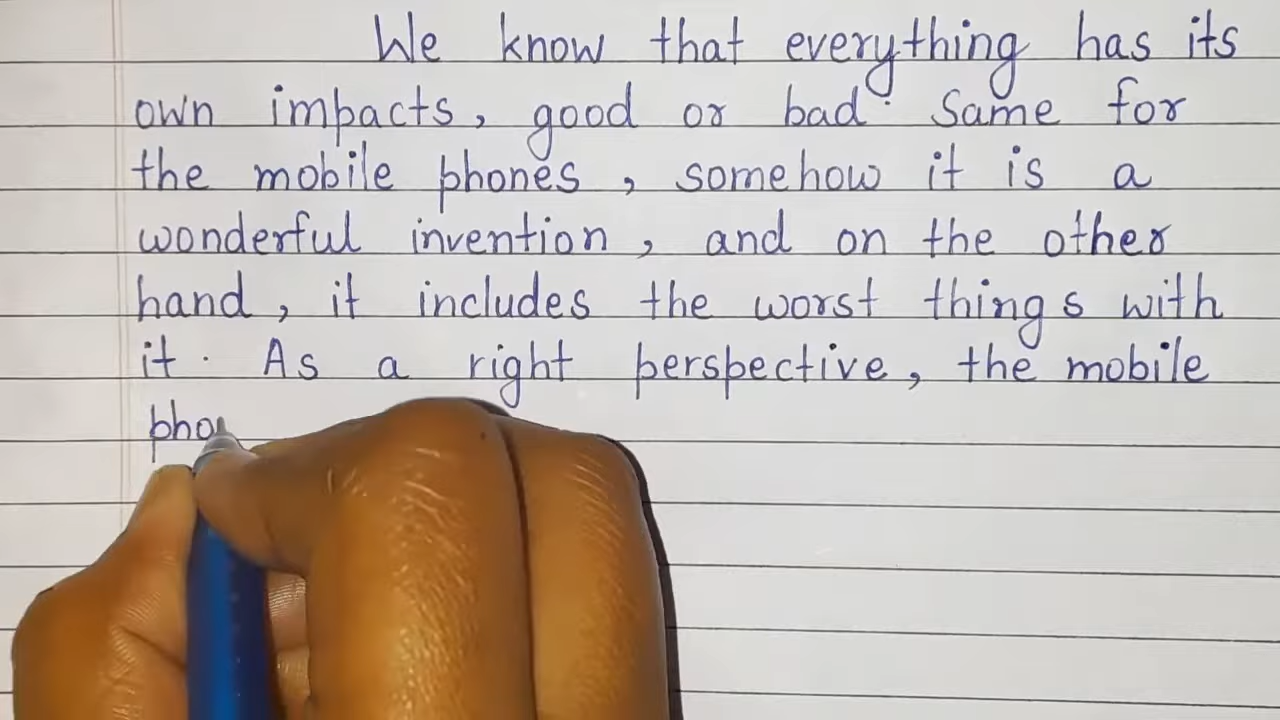 We know that everything has its
own impacts, good or bad. Same for
the mobile phones, somehow it is a
wonderful invention, and on the other
hand, it includes the worst things with
it. As a right perspective, the mobile
pho